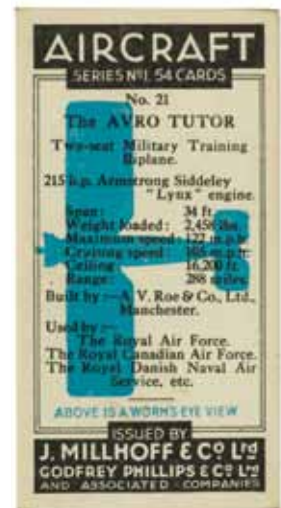 AIRCRAFT
SERIES Nº1. 54 CARDS
No. 21
The AVRO TUTOR
Two-seat Military Training
Biplane.
215 h.p. Armstrong Siddeley
"Lynx" engine.
Span: 34 ft.
Weight loaded: 2,458 lbs.
Maximum speed: 122 m.p.h.
Cruising speed: 105 m.p.h.
Ceiling: 16,200 ft.
Range: 288 miles.
Built by :—A. V. Roe & Co., Ltd.,
Manchester.
Used by :—
The Royal Air Force.
The Royal Canadian Air Force.
The Royal Danish Naval Air
Service, etc.
ABOVE IS A WORM'S EYE VIEW
ISSUED BY
J. MILLHOFF & Cº Ltd
GODFREY PHILLIPS & Cº Ltd
AND ASSOCIATED COMPANIES